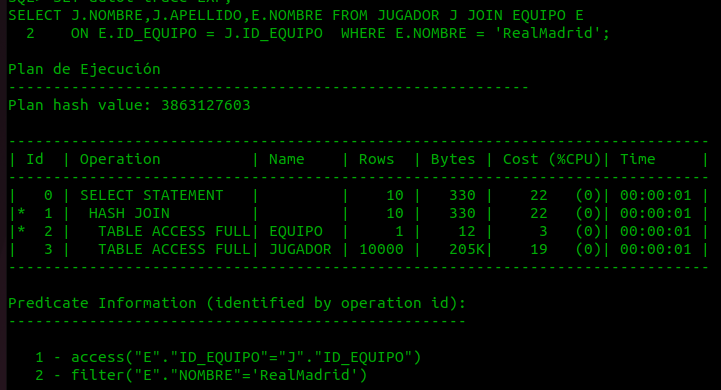 SELECT J.NOMBRE,J.APELLIDO,E.NOMBRE FROM JUGADOR J JOIN EQUIPO E
  2    ON E.ID_EQUIPO = J.ID_EQUIPO  WHERE E.NOMBRE = 'RealMadrid';
Plan de Ejecución
----------------------------------------------------------
Plan hash value: 3863127603
------------------------------------------------------------------------------
| Id  | Operation          | Name    | Rows  | Bytes | Cost (%CPU)| Time     |
------------------------------------------------------------------------------
|   0 | SELECT STATEMENT   |         |    10 |   330 |    22   (0)| 00:00:01 |
|*  1 |  HASH JOIN         |         |    10 |   330 |    22   (0)| 00:00:01 |
|*  2 |   TABLE ACCESS FULL| EQUIPO  |     1 |    12 |     3   (0)| 00:00:01 |
|   3 |   TABLE ACCESS FULL| JUGADOR | 10000 |   205K|    19   (0)| 00:00:01 |
------------------------------------------------------------------------------
Predicate Information (identified by operation id):
---------------------------------------------------
   1 - access("E"."ID_EQUIPO"="J"."ID_EQUIPO")
   2 - filter("E"."NOMBRE"='RealMadrid')